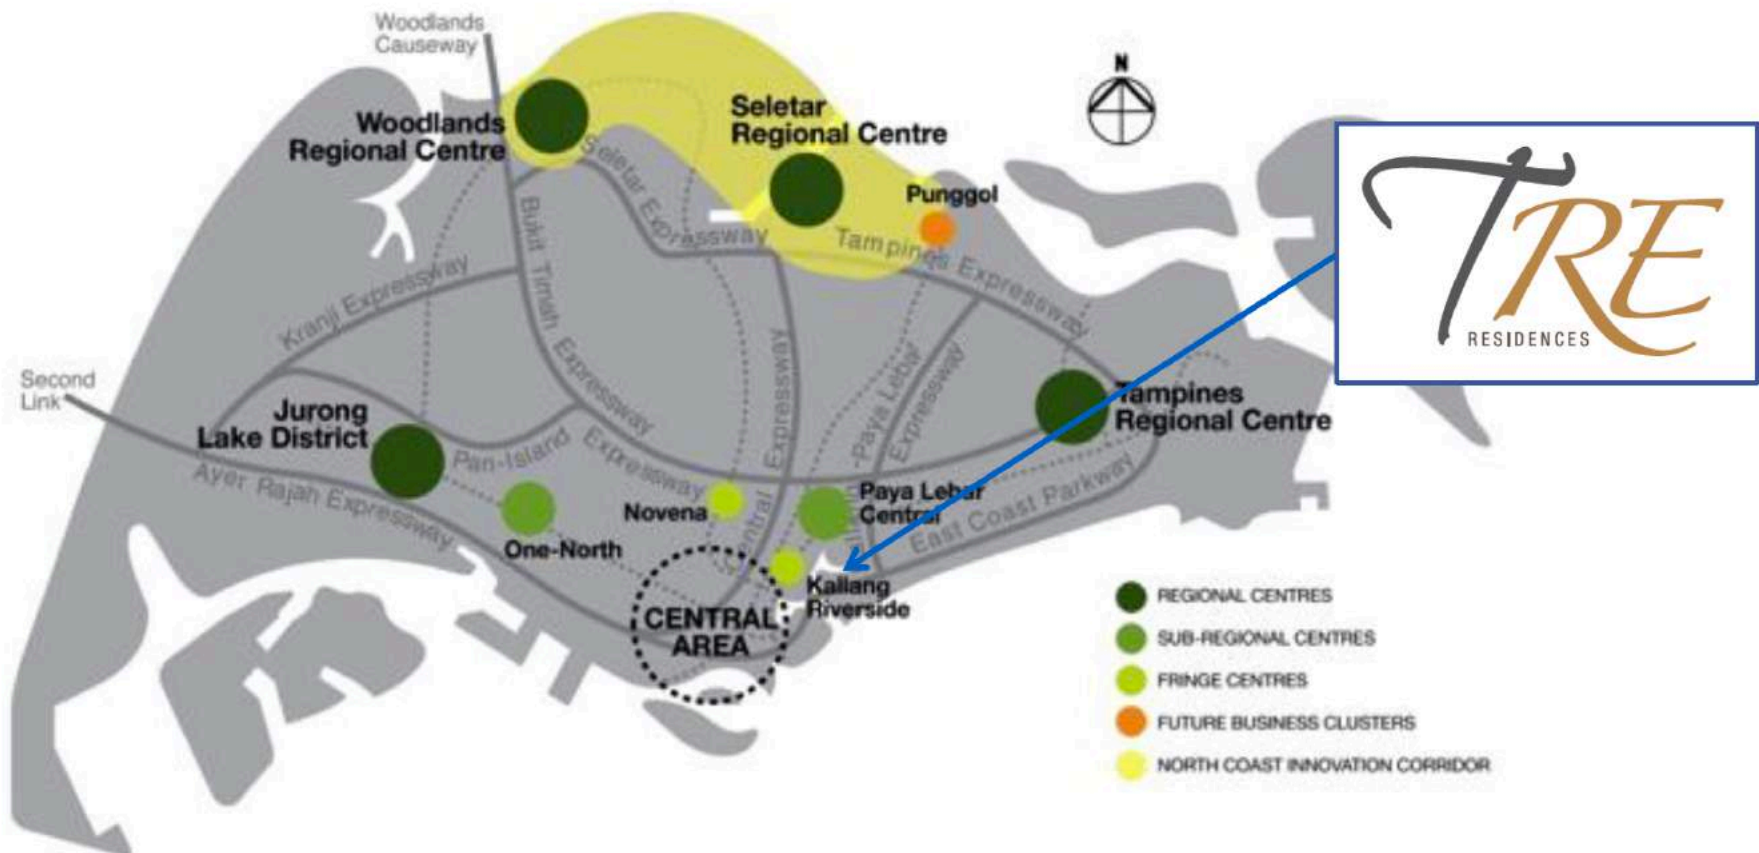 Woodlands
Causeway
N
Woodlands
Regional Centre
Seletar
Regional Centre
Punggol
Seletar Expressway
Tampines Expressway
Bukit Timah Expressway
Kranji Expressway
TRE
RESIDENCES
Second
Link
Jurong
Lake District
Pan-Island Expressway
Ayer Rajah Expressway
Central Expressway
-Paya Lebar
Expressway
Tampines
Regional Centre
Novena
One-North
Paya Lebar
Central
East Coast Parkway
Kallang
Riverside
CENTRAL
AREA
REGIONAL CENTRES
SUB-REGIONAL CENTRES
FRINGE CENTRES
FUTURE BUSINESS CLUSTERS
NORTH COAST INNOVATION CORRIDOR